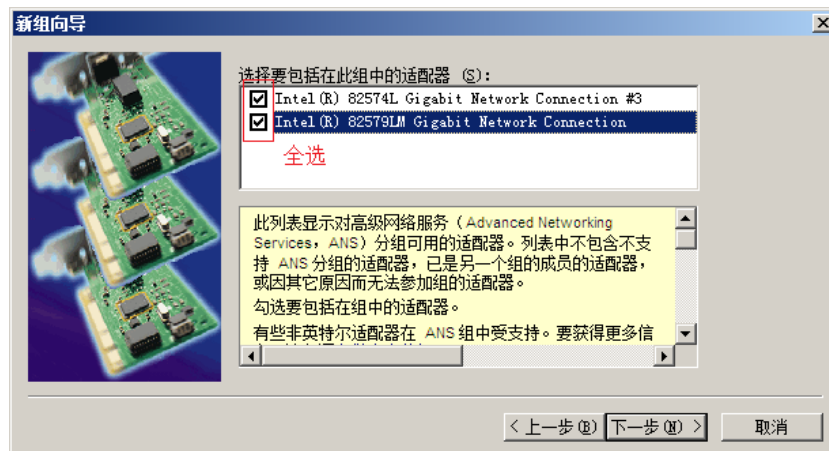 新组向导
选择要包括在此组中的适配器 (S):
Intel(R) 82574L Gigabit Network Connection #3
Intel(R) 82579LM Gigabit Network Connection
全选
此列表显示对高级网络服务（Advanced Networking
Services，ANS）分组可用的适配器。列表中不包含不支
持 ANS 分组的适配器，已是另一个组的成员的适配器，
或因其它原因而无法参加组的适配器。
勾选要包括在组中的适配器。
有些非英特尔适配器在 ANS 组中受支持。要获得更多信
< 上一步(B)
下一步(N) >
取消